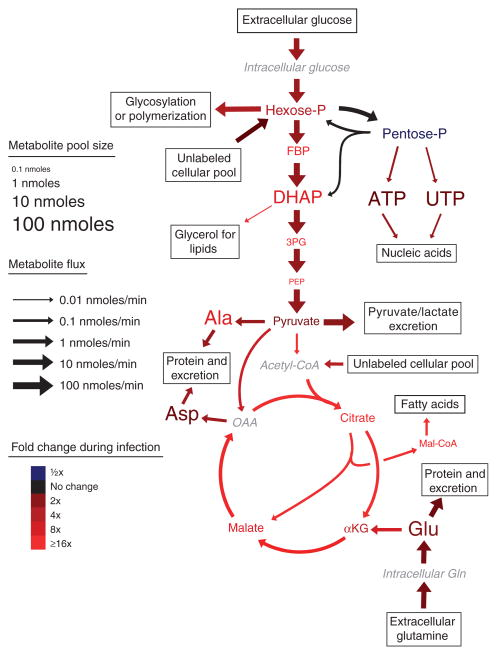 Extracellular glucose
Intracellular glucose
Glycosylation
or polymerization
Hexose-P
Pentose-P
Metabolite pool size
0.1 nmoles
1 nmoles
10 nmoles
100 nmoles
Unlabeled
cellular pool
FBP
DHAP
ATP
UTP
Glycerol for
lipids
3PG
Nucleic acids
PEP
Metabolite flux
0.01 nmoles/min
0.1 nmoles/min
1 nmoles/min
10 nmoles/min
100 nmoles/min
Ala
Pyruvate
Pyruvate/lactate
excretion
Protein and
excretion
Acetyl-CoA
Unlabeled cellular pool
Asp
OAA
Citrate
Fatty acids
Mal-CoA
Fold change during infection
½x
No change
2x
4x
8x
≥16x
Protein and
excretion
Malate
αKG
Glu
Intracellular Gln
Extracellular
glutamine